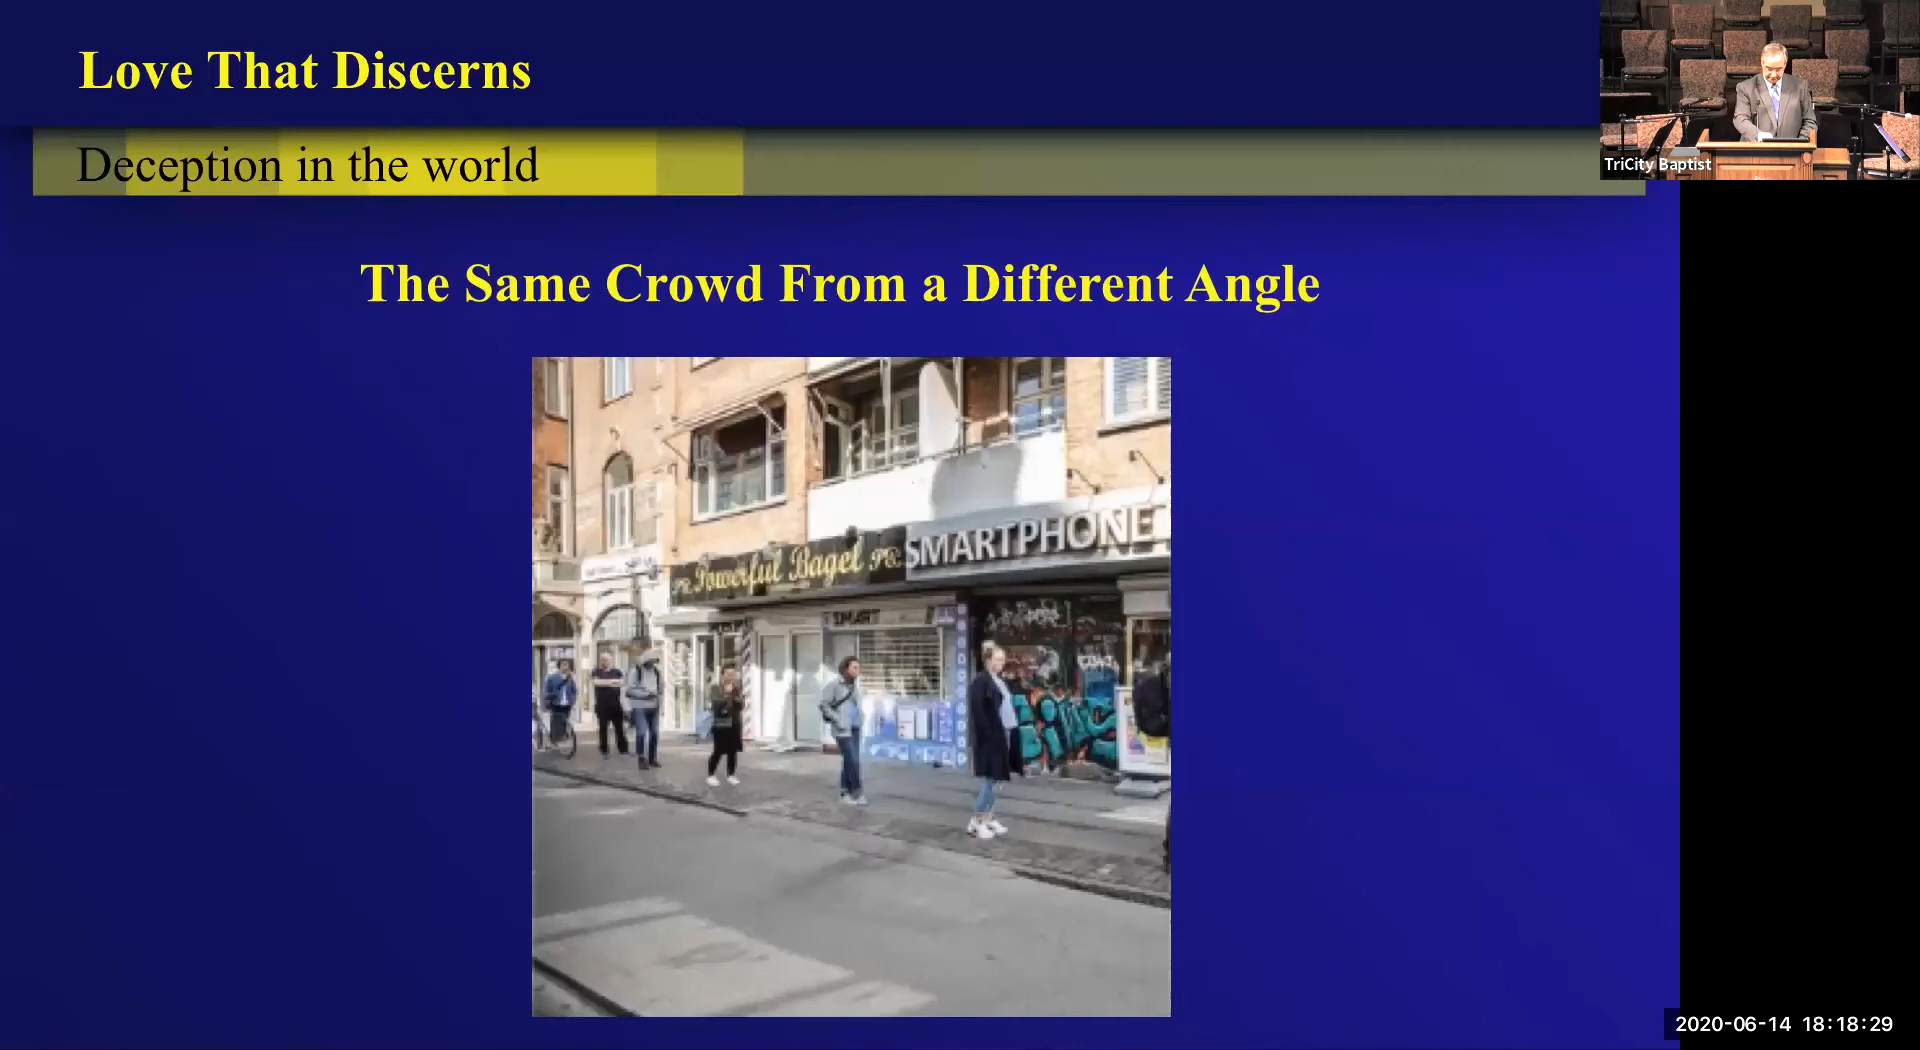 Love That Discerns
TriCity Baptist
Deception in the world
The Same Crowd From a Different Angle
Powerful Bagel
SMARTPHONE
SMART
2020-06-14 18:18:29